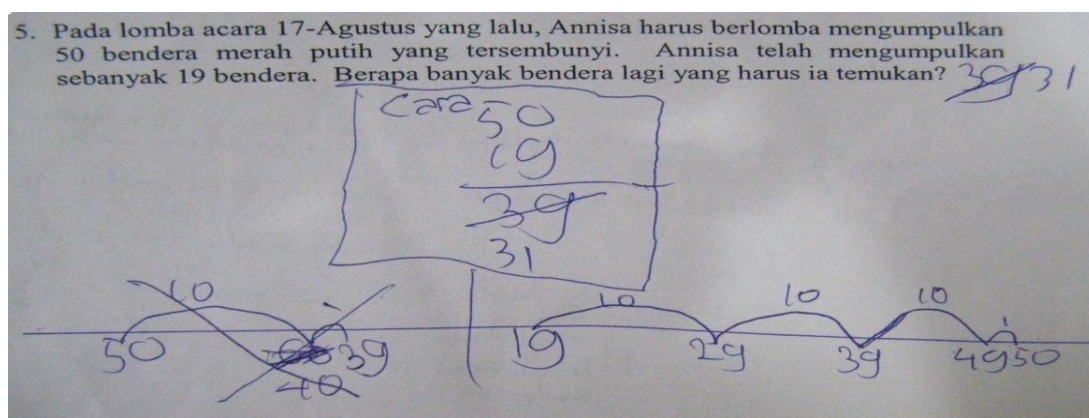 5. Pada lomba acara 17-Agustus yang lalu, Annisa harus berlomba mengumpulkan
50 bendera merah putih yang tersembunyi. Annisa telah mengumpulkan
sebanyak 19 bendera. Berapa banyak bendera lagi yang harus ia temukan? 39 31
Cara 50
19
39
31
10 10 10 10 1
50 39 19 29 39 49 50
40